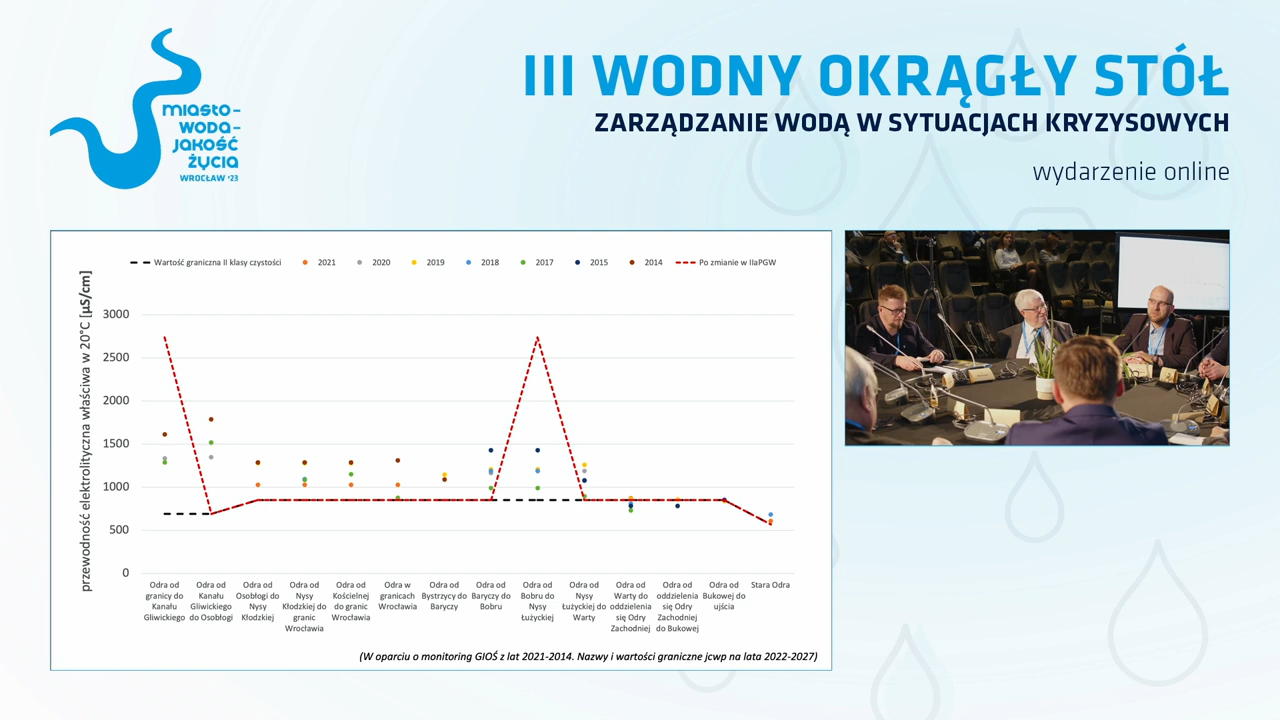 miasto-
woda-
jakość
życia
WROCŁAW '23
III WODNY OKRĄGŁY STÓŁ
ZARZĄDZANIE WODĄ W SYTUACJACH KRYZYSOWYCH
wydarzenie online
Wartość graniczna II klasy czystości 2021 2020 2019 2018 2017 2015 2014 Po zmianie w IIaPGW
przewodność elektrolityczna właściwa w 20°C [µS/cm]
3000
2500
2000
1500
1000
500
0
Odra od
granicy do
Kanału
Gliwickiego
Odra od
Kanału
Gliwickiego
do Osobłogi
Odra od
Osobłogi do
Nysy
Kłodzkiej
Odra od
Nysy
Kłodzkiej do
granic
Wrocławia
Odra od
Kościelnej
do granic
Wrocławia
Odra w
granicach
Wrocławia
Odra od
Bystrzycy do
Baryczy
Odra od
Baryczy do
Bobru
Odra od
Bobru do
Nysy
Łużyckiej
Odra od
Nysy
Łużyckiej do
Warty
Odra od
Warty do
oddzielenia
się Odry
Zachodniej
Odra od
oddzielenia
się Odry
Zachodniej
do Bukowej
Odra od
Bukowej do
ujścia
Stara Odra
(W oparciu o monitoring GIOŚ z lat 2021-2014. Nazwy i wartości graniczne jcwp na lata 2022-2027)